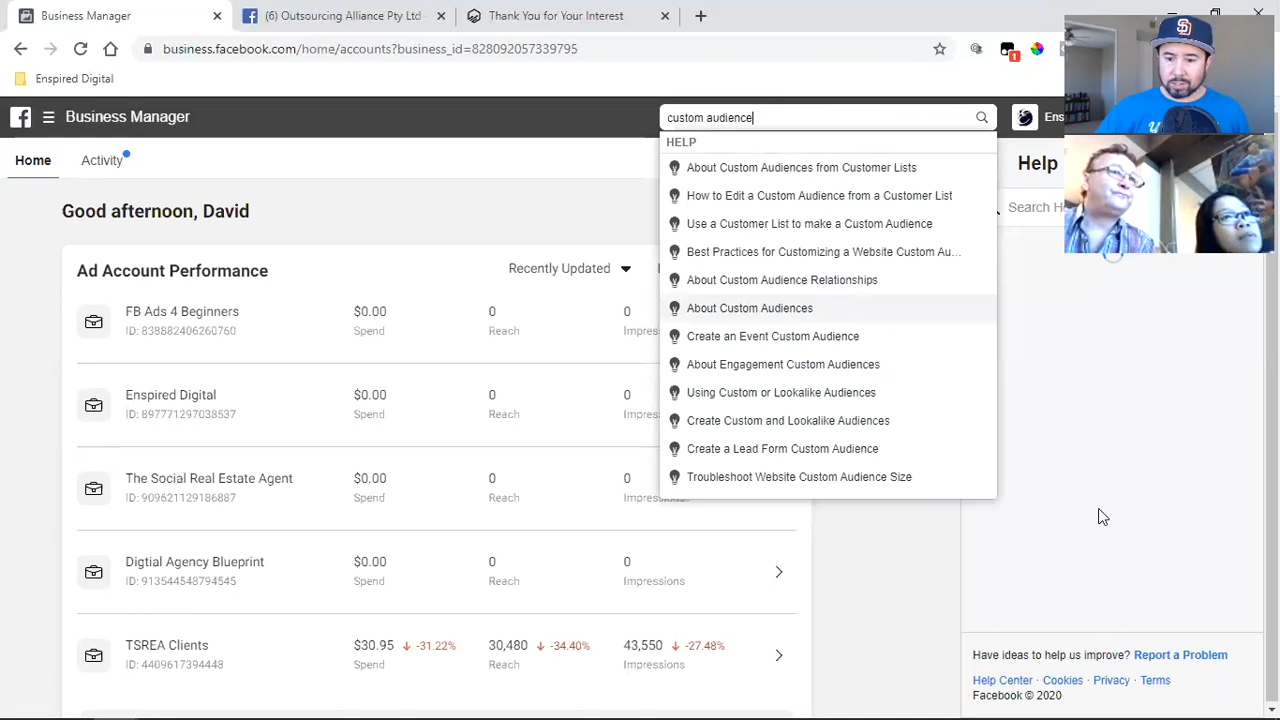 Business Manager
(6) Outsourcing Alliance Pty Ltd -
Thank You for Your Interest
business.facebook.com/home/accounts?business_id=828092057339795
1
Enspired Digital
Business Manager
custom audience
Ens
Home
Activity
HELP
About Custom Audiences from Customer Lists
How to Edit a Custom Audience from a Customer List
Use a Customer List to make a Custom Audience
Best Practices for Customizing a Website Custom Au...
About Custom Audience Relationships
About Custom Audiences
Create an Event Custom Audience
About Engagement Custom Audiences
Using Custom or Lookalike Audiences
Create Custom and Lookalike Audiences
Create a Lead Form Custom Audience
Troubleshoot Website Custom Audience Size
Help
Search H
Good afternoon, David
Ad Account Performance
Recently Updated
FB Ads 4 Beginners
ID: 838882406260760
$0.00
Spend
0
Reach
0
Impres
Enspired Digital
ID: 897771297038537
$0.00
Spend
0
Reach
0
Impres
The Social Real Estate Agent
ID: 909621129186887
$0.00
Spend
0
Reach
0
Impressions
Digtial Agency Blueprint
ID: 913544548794545
$0.00
Spend
0
Reach
0
Impressions
TSREA Clients
ID: 4409617394448
$30.95 -31.22%
Spend
30,480 -34.40%
Reach
43,550 -27.48%
Impressions
Have ideas to help us improve? Report a Problem
Help Center · Cookies · Privacy · Terms
Facebook © 2020